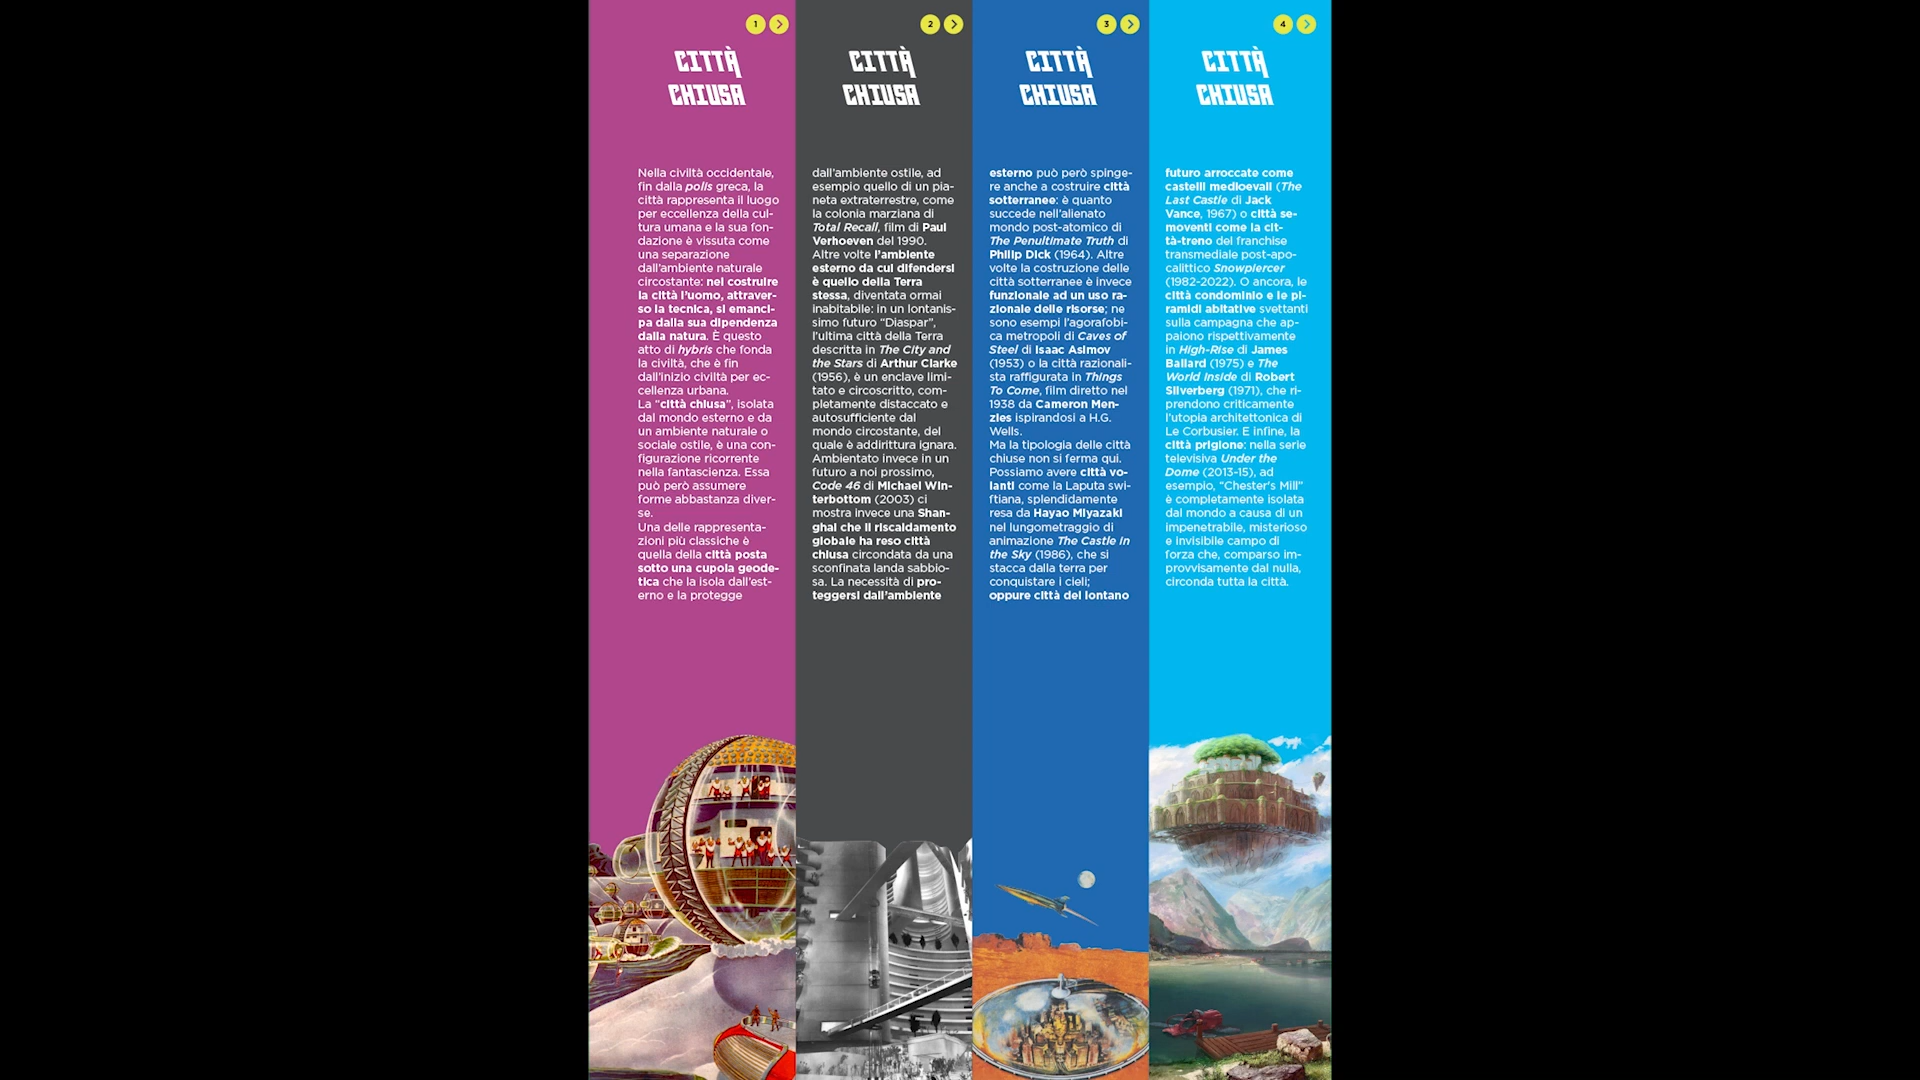 1
CITTÀ
CHIUSA
Nella civiltà occidentale,
fin dalla polis greca, la
città rappresenta il luogo
per eccellenza della cul-
tura umana e la sua fon-
dazione è vissuta come
una separazione
dall'ambiente naturale
circostante: nel costruire
la città l'uomo, attraver-
so la tecnica, si emanci-
pa dalla sua dipendenza
dalla natura. È questo
atto di hybris che fonda
la civiltà, che è fin
dall'inizio civiltà per ec-
cellenza urbana.
La “città chiusa”, isolata
dal mondo esterno e da
un ambiente naturale o
sociale ostile, è una con-
figurazione ricorrente
nella fantascienza. Essa
può però assumere
forme abbastanza diver-
se.
Una delle rappresenta-
zioni più classiche è
quella della città posta
sotto una cupola geode-
tica che la isola dall'est-
erno e la protegge
2
CITTÀ
CHIUSA
dall'ambiente ostile, ad
esempio quello di un pia-
neta extraterrestre, come
la colonia marziana di
Total Recall, film di Paul
Verhoeven del 1990.
Altre volte l'ambiente
esterno da cui difendersi
è quello della Terra
stessa, diventata ormai
inabitabile: in un lontanis-
simo futuro “Diaspar”,
l'ultima città della Terra
descritta in The City and
the Stars di Arthur Clarke
(1956), è un enclave limi-
tato e circoscritto, com-
pletamente distaccato e
autosufficiente dal
mondo circostante, del
quale è addirittura ignara.
Ambientato invece in un
futuro a noi prossimo,
Code 46 di Michael Win-
terbottom (2003) ci
mostra invece una Shan-
ghai che il riscaldamento
globale ha reso città
chiusa circondata da una
sconfinata landa sabbio-
sa. La necessità di pro-
teggersi dall'ambiente
3
CITTÀ
CHIUSA
esterno può però spinge-
re anche a costruire città
sotterranee: è quanto
succede nell'alienato
mondo post-atomico di
The Penultimate Truth di
Philip Dick (1964). Altre
volte la costruzione delle
città sotterranee è invece
funzionale ad un uso ra-
zionale delle risorse; ne
sono esempi l'agorafobi-
ca metropoli di Caves of
Steel di Isaac Asimov
(1953) o la città razionali-
sta raffigurata in Things
To Come, film diretto nel
1938 da Cameron Men-
zies ispirandosi a H.G.
Wells.
Ma la tipologia delle città
chiuse non si ferma qui.
Possiamo avere città vo-
lanti come la Laputa swi-
ftiana, splendidamente
resa da Hayao Miyazaki
nel lungometraggio di
animazione The Castle in
the Sky (1986), che si
stacca dalla terra per
conquistare i cieli;
oppure città del lontano
4
CITTÀ
CHIUSA
futuro arroccate come
castelli medioevali (The
Last Castle di Jack
Vance, 1967) o città se-
moventi come la cit-
tà-treno del franchise
transmediale post-apo-
calittico Snowpiercer
(1982-2022). O ancora, le
città condominio e le pi-
ramidi abitative svettanti
sulla campagna che ap-
paiono rispettivamente
in High-Rise di James
Ballard (1975) e The
World Inside di Robert
Silverberg (1971), che ri-
prendono criticamente
l'utopia architettonica di
Le Corbusier. E infine, la
città prigione: nella serie
televisiva Under the
Dome (2013-15), ad
esempio, “Chester's Mill”
è completamente isolata
dal mondo a causa di un
impenetrabile, misterioso
e invisibile campo di
forza che, comparso im-
provvisamente dal nulla,
circonda tutta la città.